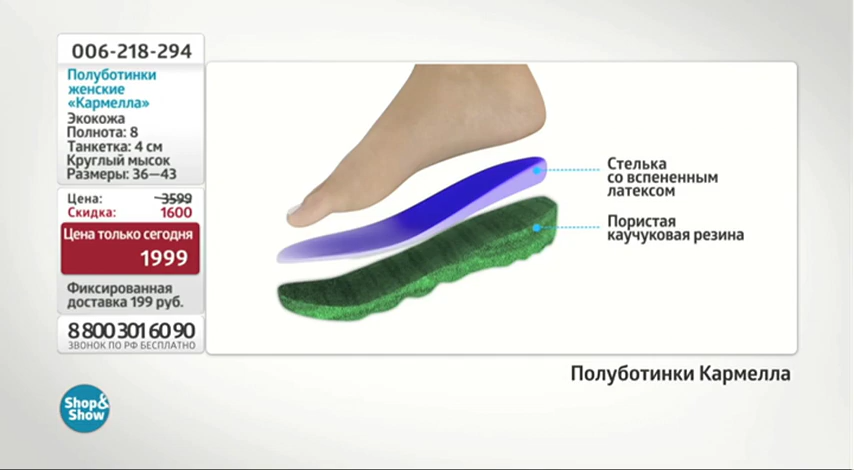 006-218-294
Полуботинки
женские
«Кармелла»
Экокожа
Полнота: 8
Танкетка: 4 см
Круглый мысок
Размеры: 36—43
Цена: 3599
Скидка: 1600
Цена только сегодня
1999
Фиксированная
доставка 199 руб.
8 800 301 60 90
ЗВОНОК ПО РФ БЕСПЛАТНО
Стелька
со вспененным
латексом
Пористая
каучуковая резина
Полуботинки Кармелла
Shop&
Show